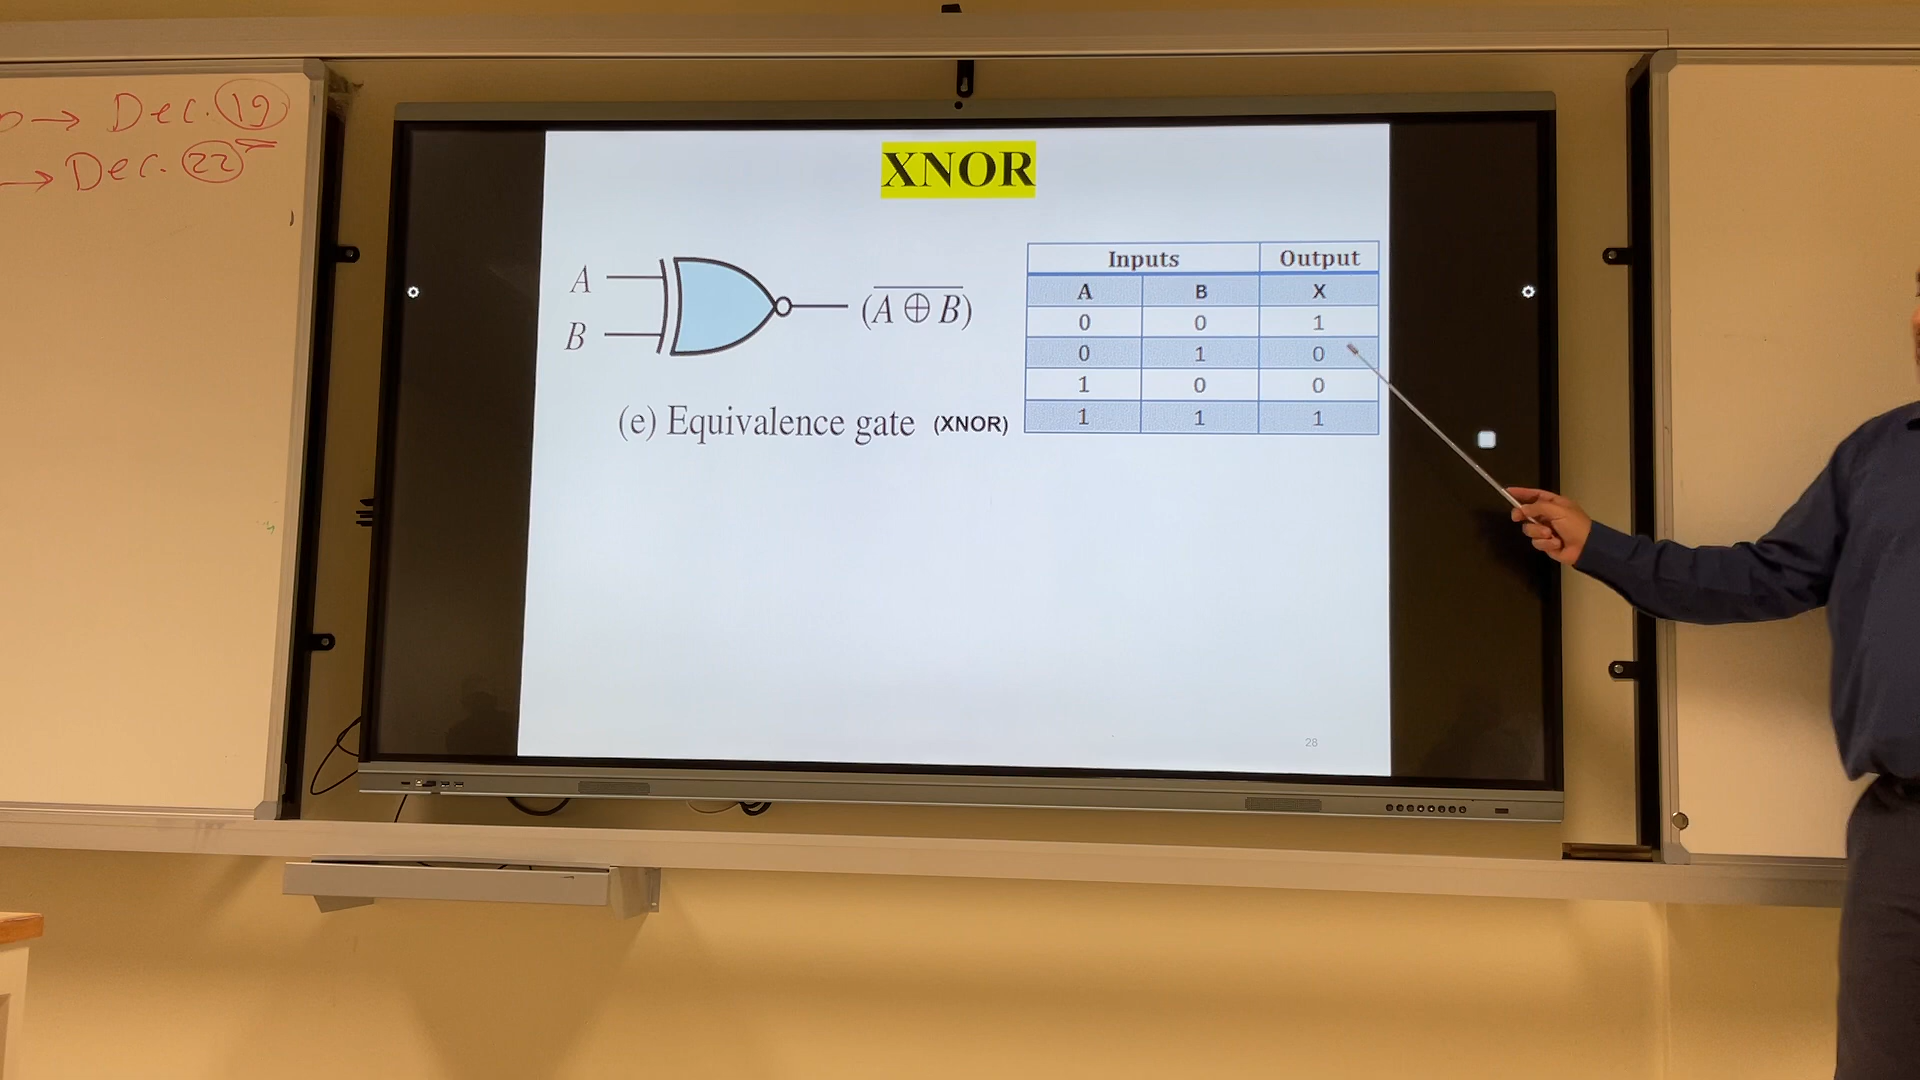 → Dec. 19
→ Dec. 22
XNOR
A
B
(A ⊕ B)
(e) Equivalence gate (XNOR)
Inputs Output
A B X
0 0 1
0 1 0
1 0 0
1 1 1
28